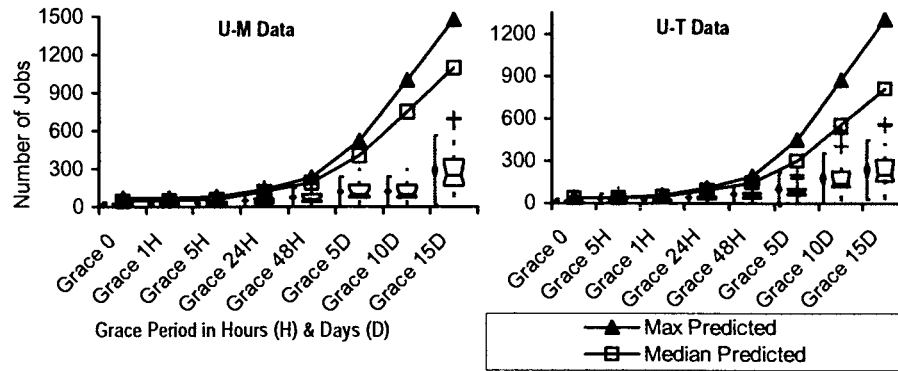 U-M Data
Number of Jobs
1500
1200
900
600
300
0
Grace 0
Grace 1H
Grace 5H
Grace 24H
Grace 48H
Grace 5D
Grace 10D
Grace 15D
Grace Period in Hours (H) & Days (D)
U-T Data
1200
900
600
300
0
Grace 0
Grace 5H
Grace 1H
Grace 24H
Grace 48H
Grace 5D
Grace 10D
Grace 15D
Max Predicted
Median Predicted